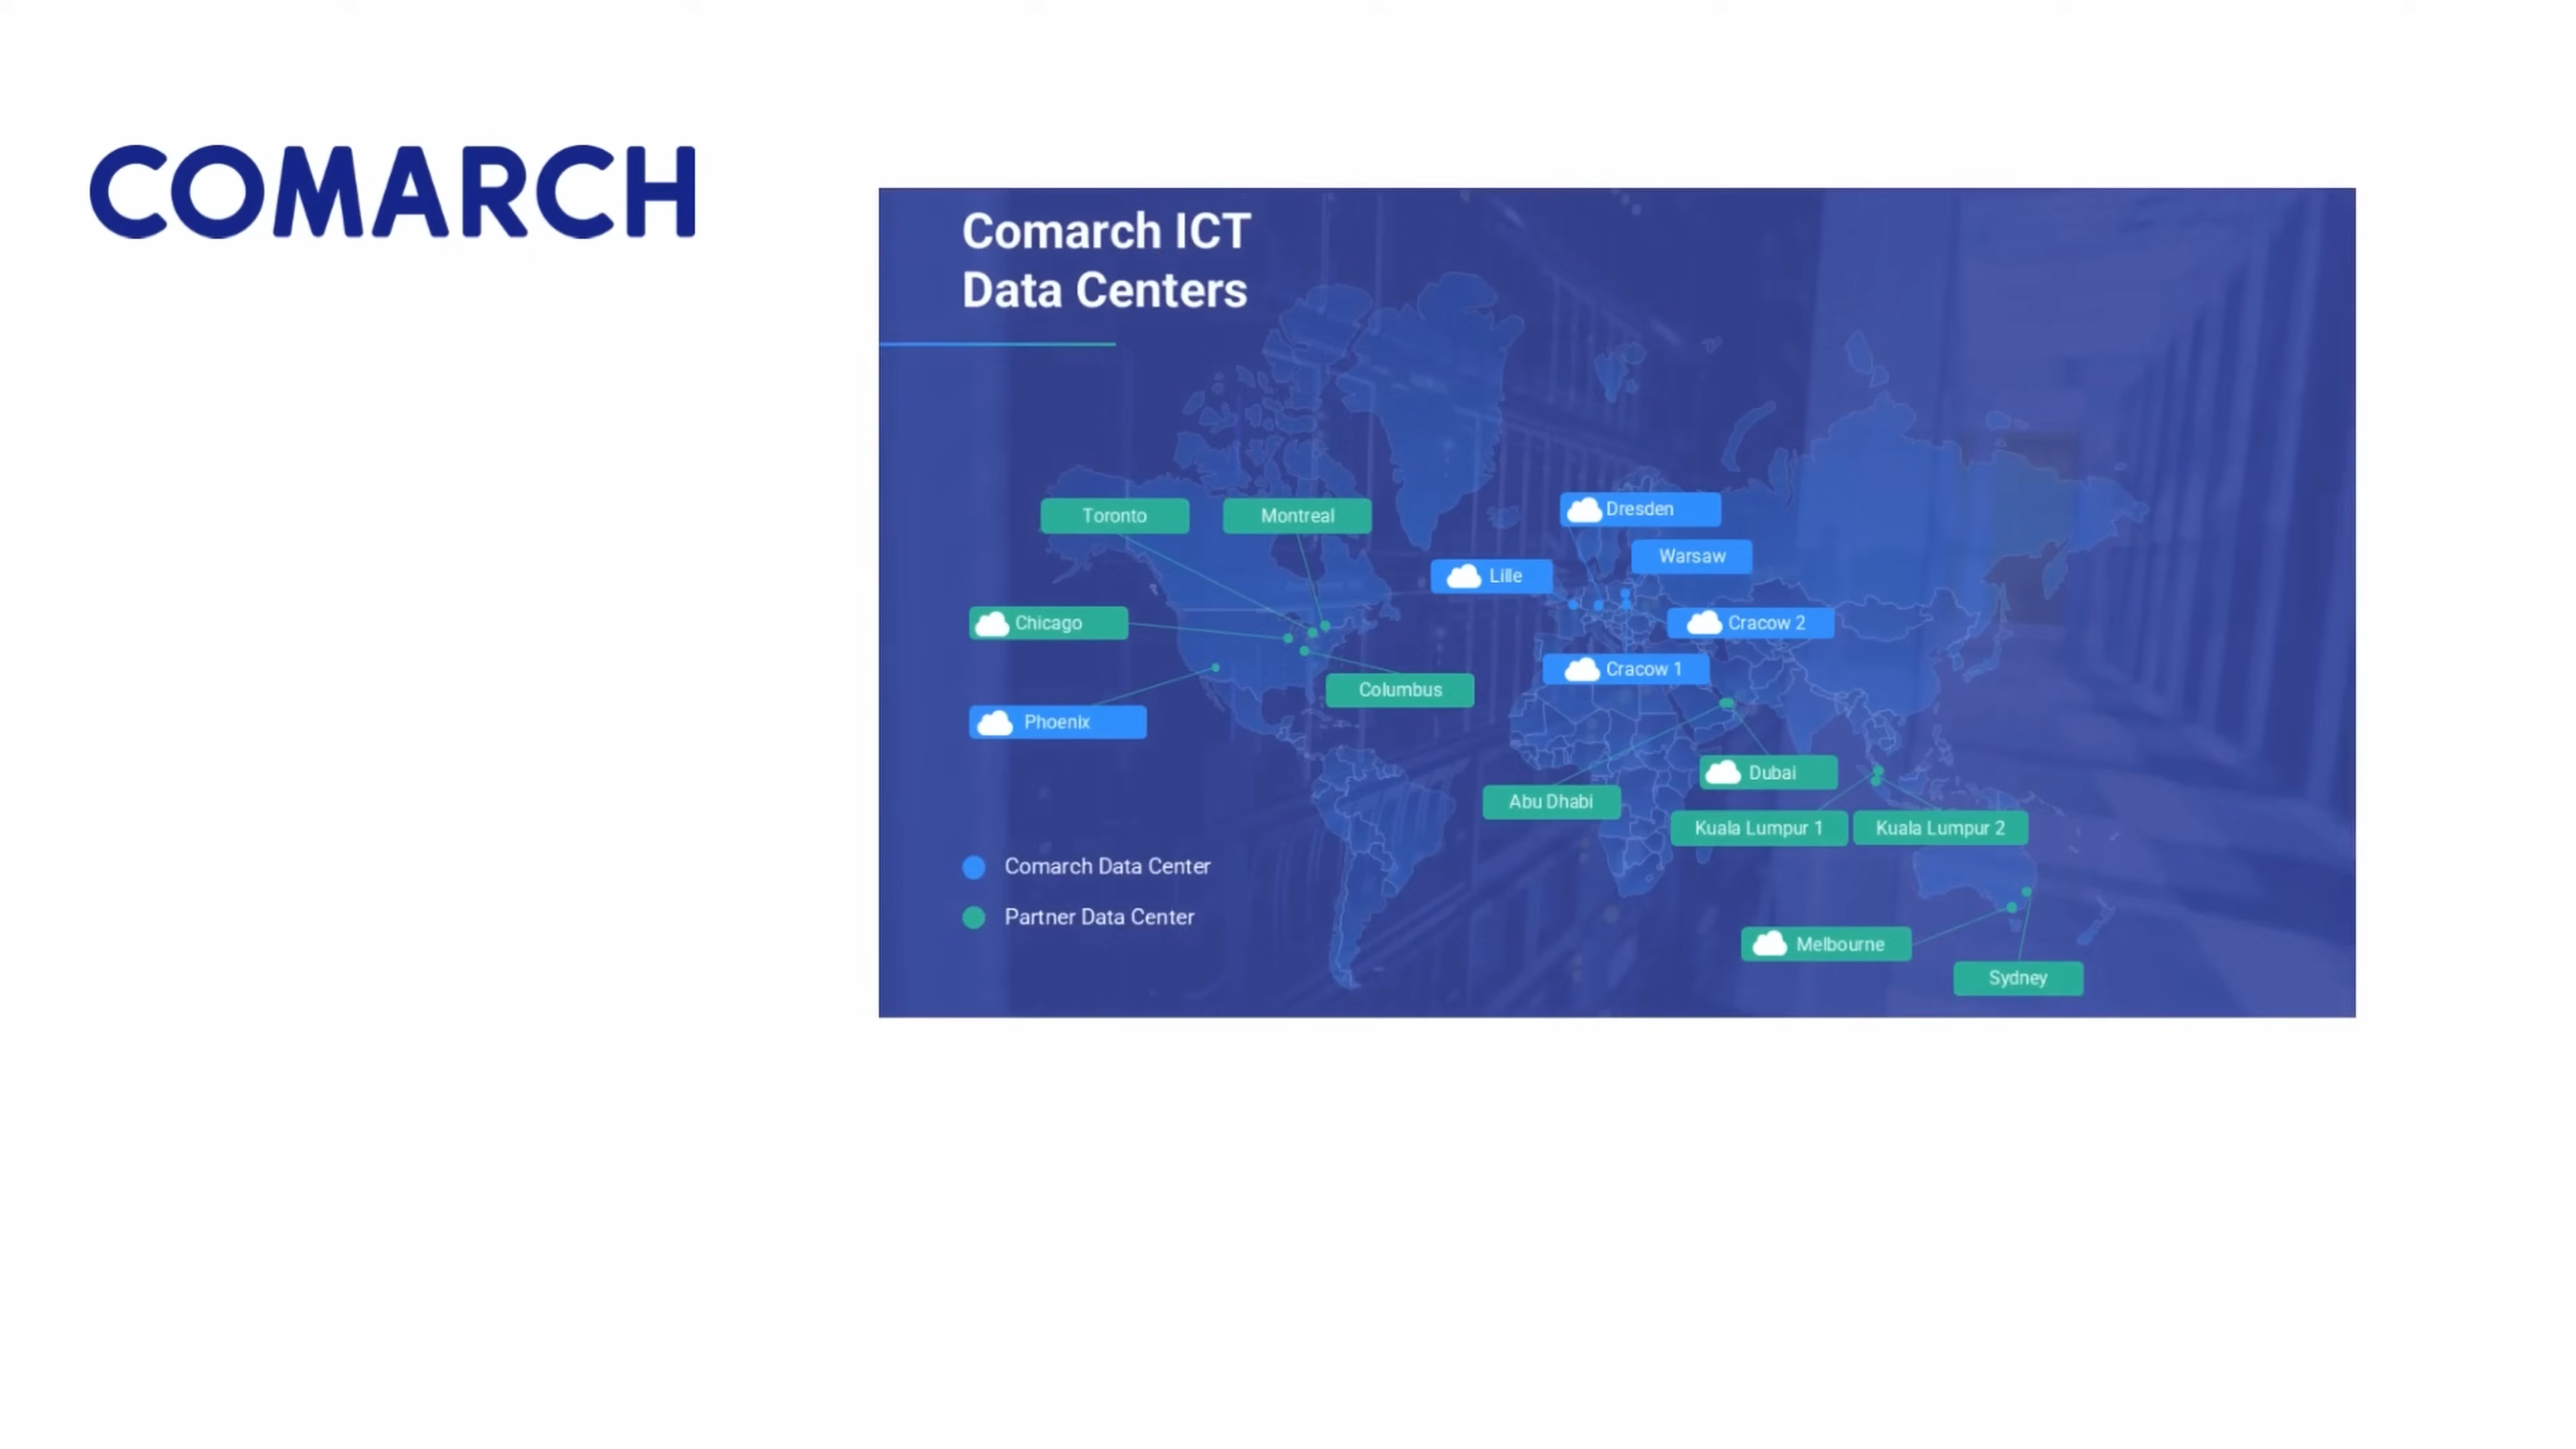 COMARCH
Comarch ICT
Data Centers
Toronto
Montreal
Dresden
Warsaw
Lille
Chicago
Cracow 2
Cracow 1
Columbus
Phoenix
Dubai
Abu Dhabi
Kuala Lumpur 1
Kuala Lumpur 2
Comarch Data Center
Partner Data Center
Melbourne
Sydney